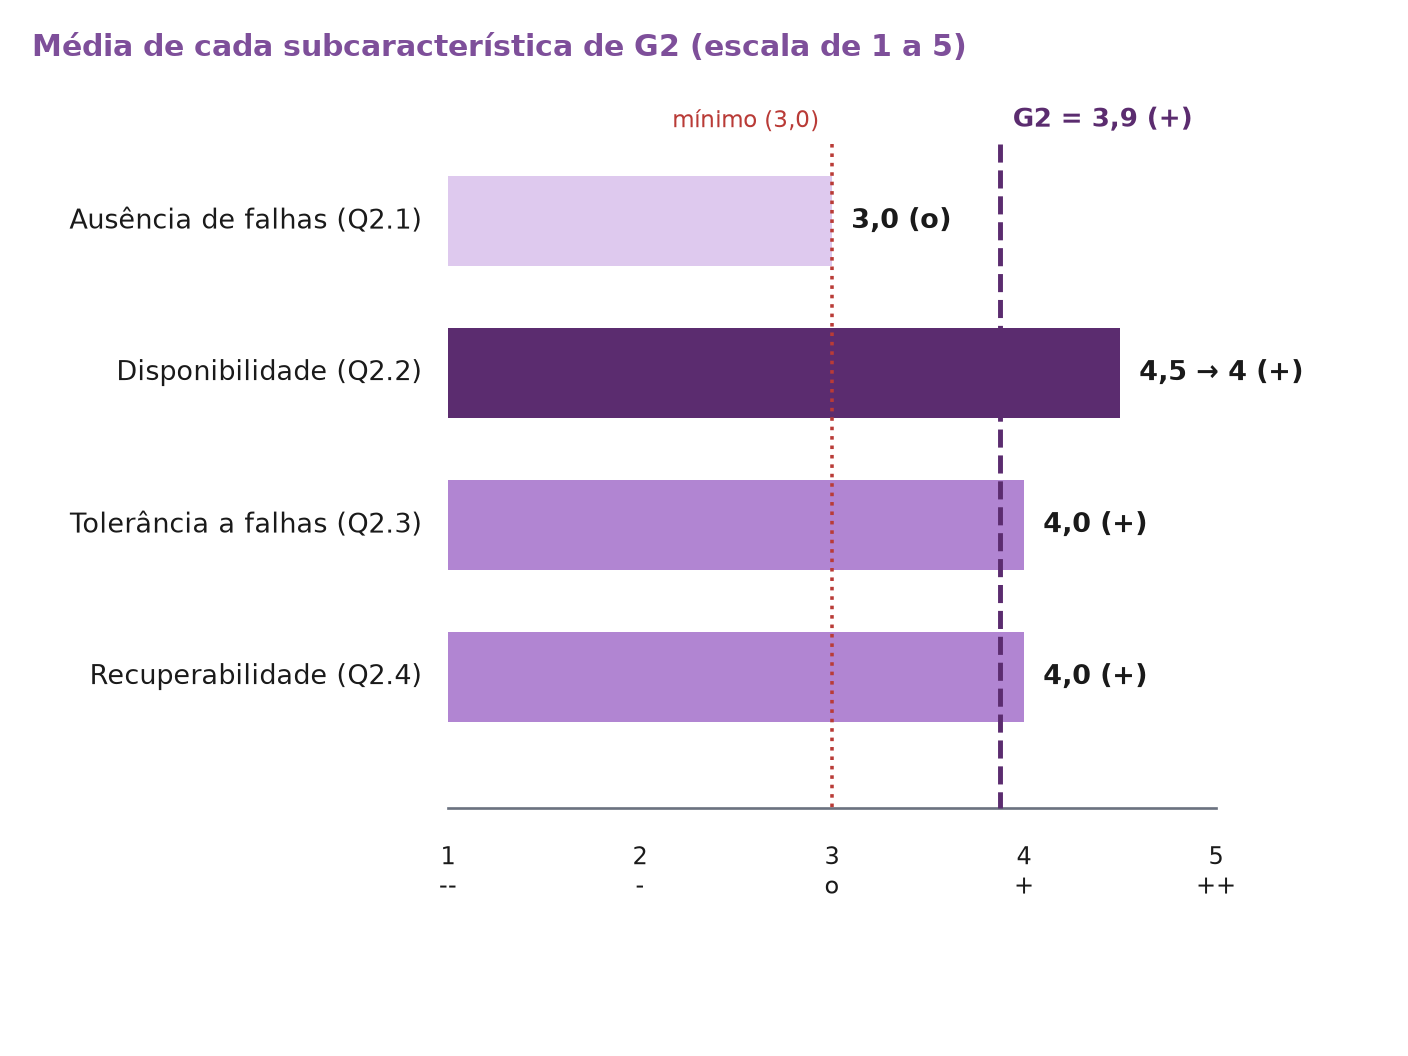 Média de cada subcaracterística de G2 (escala de 1 a 5)
mínimo (3,0)
G2 = 3,9 (+)
Ausência de falhas (Q2.1)
3,0 (o)
Disponibilidade (Q2.2)
4,5 → 4 (+)
Tolerância a falhas (Q2.3)
4,0 (+)
Recuperabilidade (Q2.4)
4,0 (+)
1 2 3 4 5
-- - o + ++